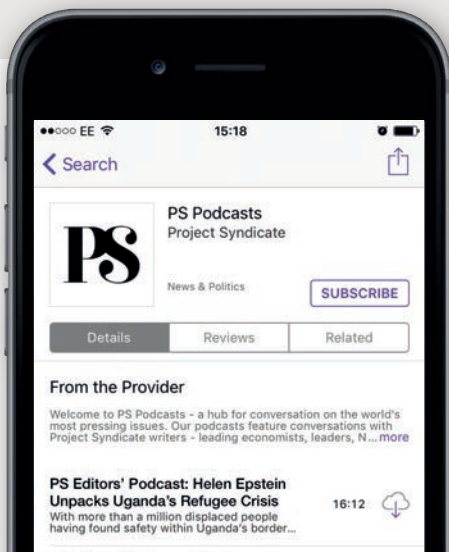 ●●○○○ EE 15:18
Search
PS
PS Podcasts
Project Syndicate
News & Politics
SUBSCRIBE
Details Reviews Related
From the Provider
Welcome to PS Podcasts - a hub for conversation on the world's
most pressing issues. Our podcasts feature conversations with
Project Syndicate writers - leading economists, leaders, N... more
PS Editors' Podcast: Helen Epstein
Unpacks Uganda's Refugee Crisis 16:12
With more than a million displaced people
having found safety within Uganda's border...